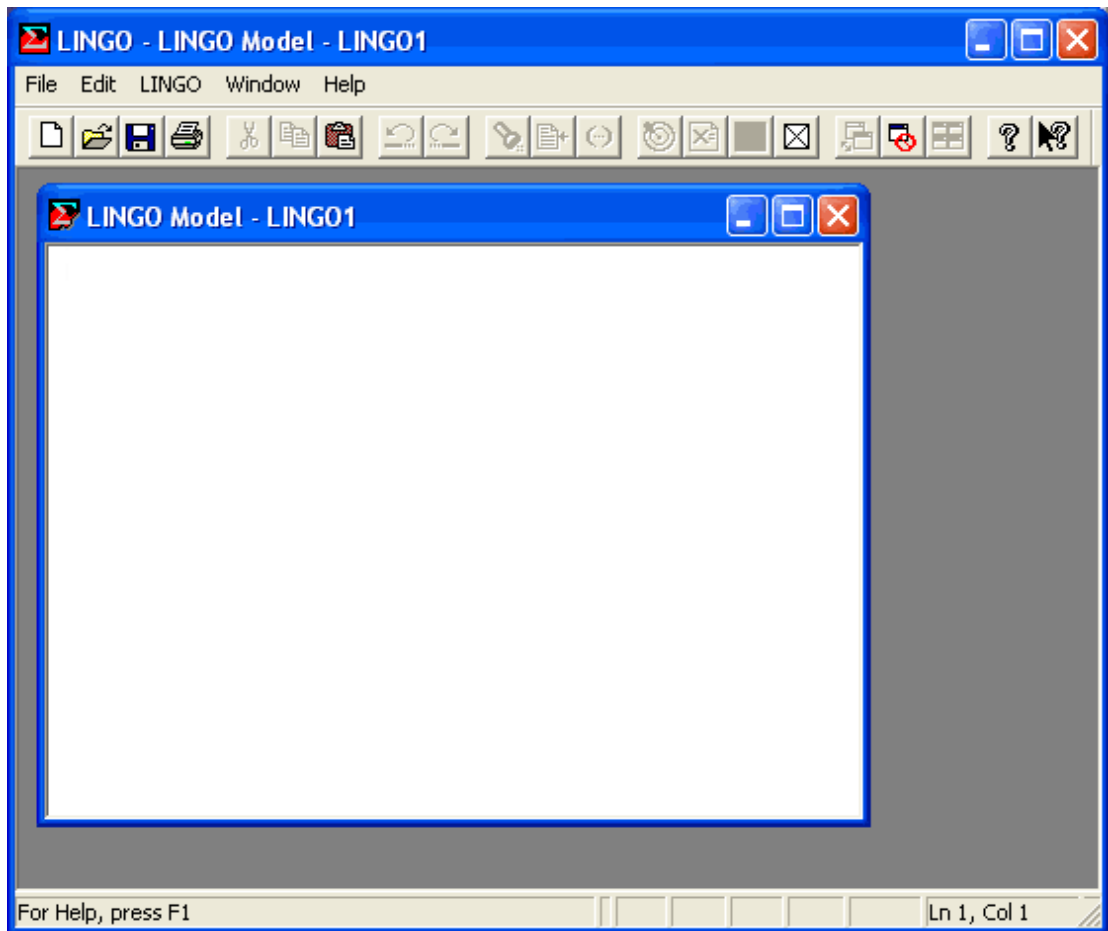 LINGO - LINGO Model - LINGO1
File Edit LINGO Window Help
LINGO Model - LINGO1
For Help, press F1
Ln 1, Col 1